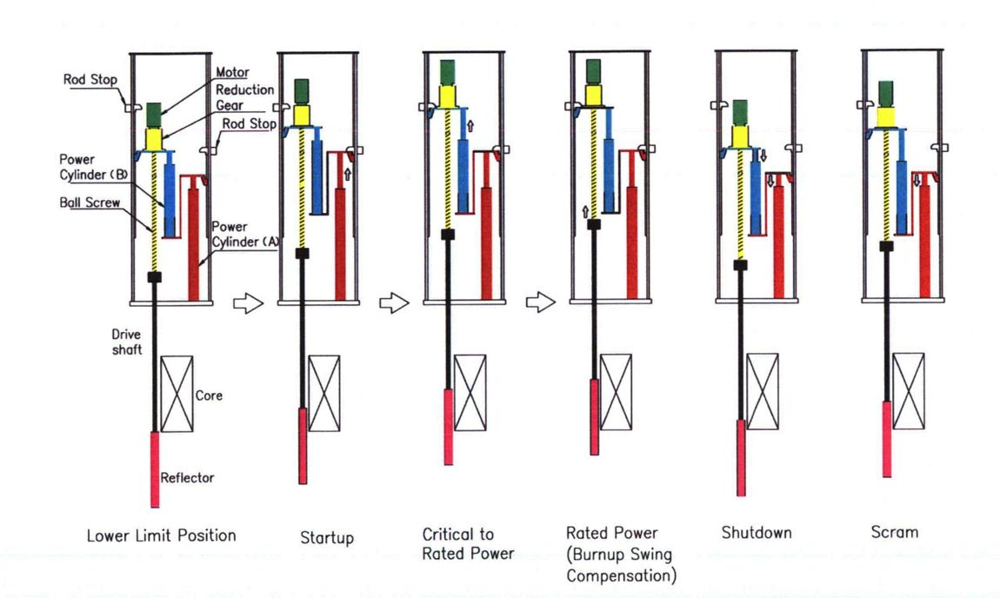 Rod Stop
Motor
Reduction
Gear
Rod Stop
Power
Cylinder (B)
Ball Screw
Power
Cylinder (A)
Drive
shaft
Core
Reflector
Lower Limit Position
Startup
Critical to
Rated Power
Rated Power
(Burnup Swing
Compensation)
Shutdown
Scram